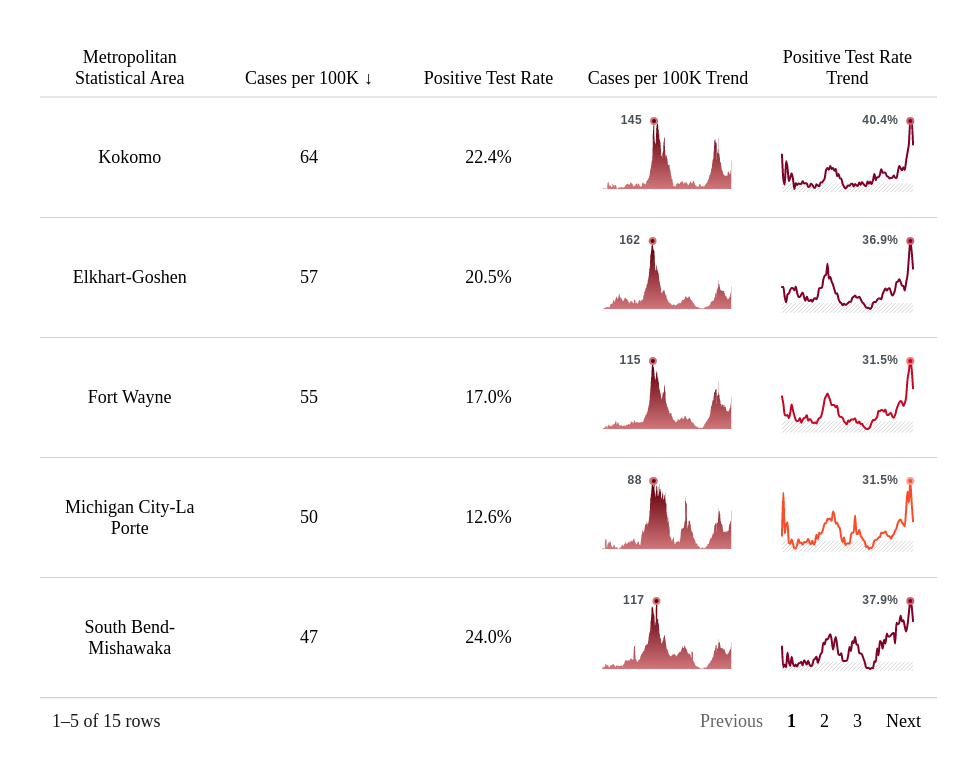 Metropolitan
Statistical Area
Cases per 100K ↓
Positive Test Rate
Cases per 100K Trend
Positive Test Rate
Trend
Kokomo
64
22.4%
145
40.4%
Elkhart-Goshen
57
20.5%
162
36.9%
Fort Wayne
55
17.0%
115
31.5%
Michigan City-La
Porte
50
12.6%
88
31.5%
South Bend-
Mishawaka
47
24.0%
117
37.9%
1–5 of 15 rows
Previous 1 2 3 Next